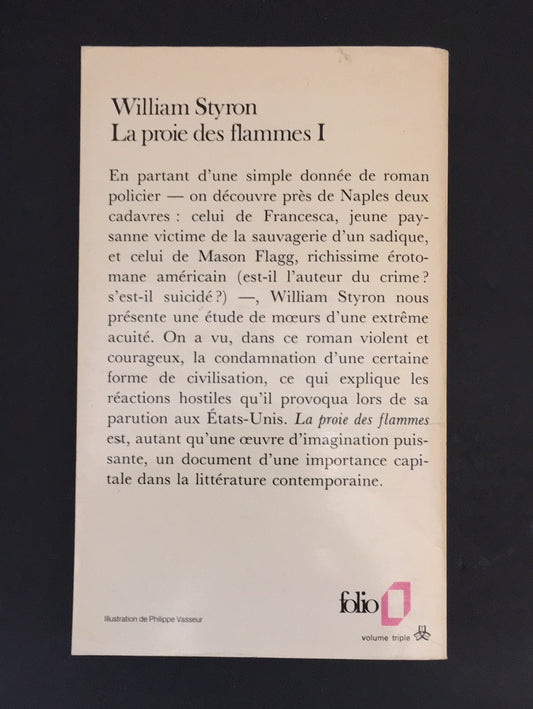 William Styron
La proie des flammes I
En partant d'une simple donnée de roman
policier — on découvre près de Naples deux
cadavres : celui de Francesca, jeune pay-
sanne victime de la sauvagerie d'un sadique,
et celui de Mason Flagg, richissime éroto-
mane américain (est-il l'auteur du crime ?
s'est-il suicidé ?) —, William Styron nous
présente une étude de mœurs d'une extrême
acuité. On a vu, dans ce roman violent et
courageux, la condamnation d'une certaine
forme de civilisation, ce qui explique les
réactions hostiles qu'il provoqua lors de sa
parution aux États-Unis. La proie des flammes
est, autant qu'une œuvre d'imagination puis-
sante, un document d'une importance capi-
tale dans la littérature contemporaine.
folio
Illustration de Philippe Vasseur
volume triple